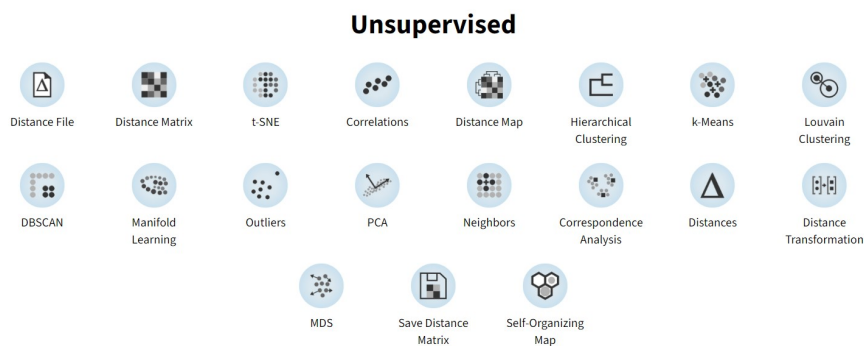 Unsupervised
Distance File
Distance Matrix
t-SNE
Correlations
Distance Map
Hierarchical
Clustering
k-Means
Louvain
Clustering
DBSCAN
Manifold
Learning
Outliers
PCA
Neighbors
Correspondence
Analysis
Distances
Distance
Transformation
MDS
Save Distance
Matrix
Self-Organizing
Map